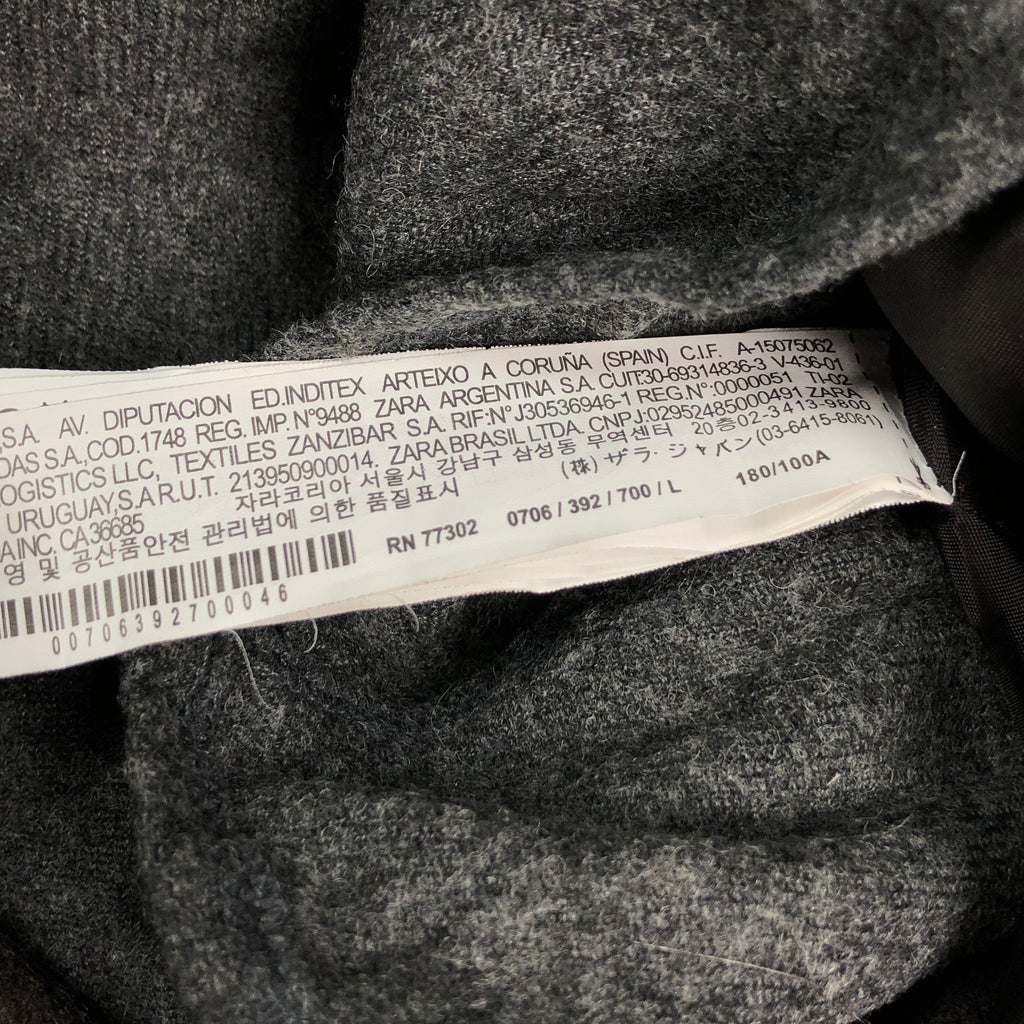 S.A. AV. DIPUTACION ED.INDITEX ARTEIXO A CORUÑA (SPAIN) C.I.F. A-15075062
DAS S.A.,COD.1748 REG. IMP. N°9488 ZARA ARGENTINA S.A. CUIT:30-69314836-3 V-436-01
OGISTICS LLC, TEXTILES ZANZIBAR S.A. RIF:N°J30536946-1 REG.N°:0000051 TI-02
URUGUAY,S.A R.U.T. 213950900014. ZARA BRASIL LTDA. CNPJ:02952485000491 ZARA
A INC. CA 36685 자라코리아 서울시 강남구 삼성동 무역센터 20층02-3413-9800
영 및 공산품안전 관리법에 의한 품질표시 (株) ザラ・ジャパン(03-6415-8061)
RN 77302 0706 / 392 / 700 / L 180/100A
00706392700046